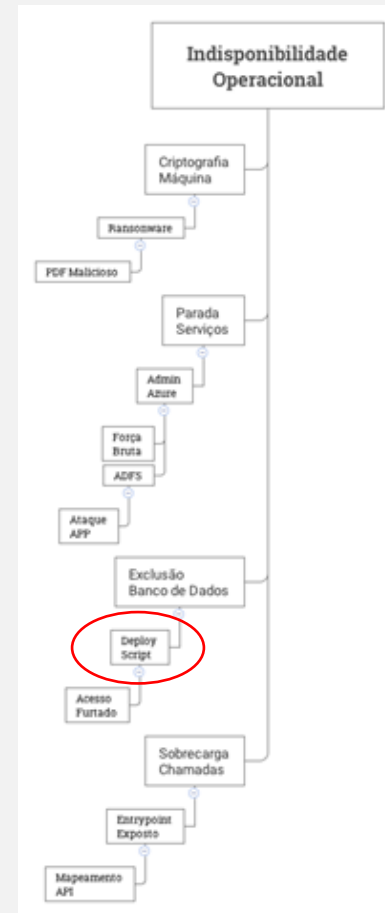 Indisponibilidade
Operacional
Criptografia
Máquina
Ransonware
PDF Malicioso
Parada
Serviços
Admin
Azure
Força
Bruta
ADFS
Ataque
APP
Exclusão
Banco de Dados
Deploy
Script
Acesso
Furtado
Sobrecarga
Chamadas
Entrypoint
Exposto
Mapeamento
API